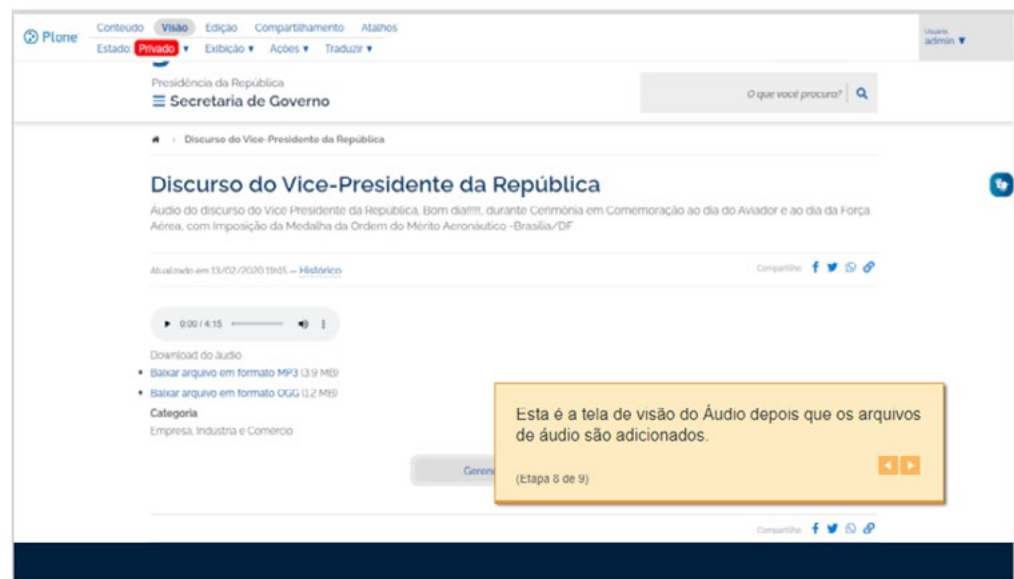 Plone
Conteúdo Visão Edição Compartilhamento Atalhos
Estado: Privado ▼ Exibição ▼ Ações ▼ Traduzir ▼
Usuário
admin ▼
Presidência da República
Secretaria de Governo
O que você procura?
Discurso do Vice-Presidente da República
Discurso do Vice-Presidente da República
Áudio do discurso do Vice Presidente da República, Bom dia!!!!!, durante Cerimônia em Comemoração ao dia do Aviador e ao dia da Força
Aérea, com Imposição da Medalha da Ordem do Mérito Aeronáutico -Brasília/DF
Atualizado em 13/02/2020 11h15 — Histórico
Compartilhe:
0:00 / 4:15
Download do áudio
Baixar arquivo em formato MP3 (3.9 MB)
Baixar arquivo em formato OGG (1.2 MB)
Categoria
Empresa, Indústria e Comércio
Esta é a tela de visão do Áudio depois que os arquivos
de áudio são adicionados.
(Etapa 8 de 9)
Compartilhe: